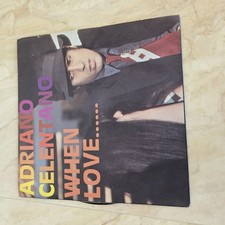 ADRIANO
CELENTANO
WHEN
LOVE......